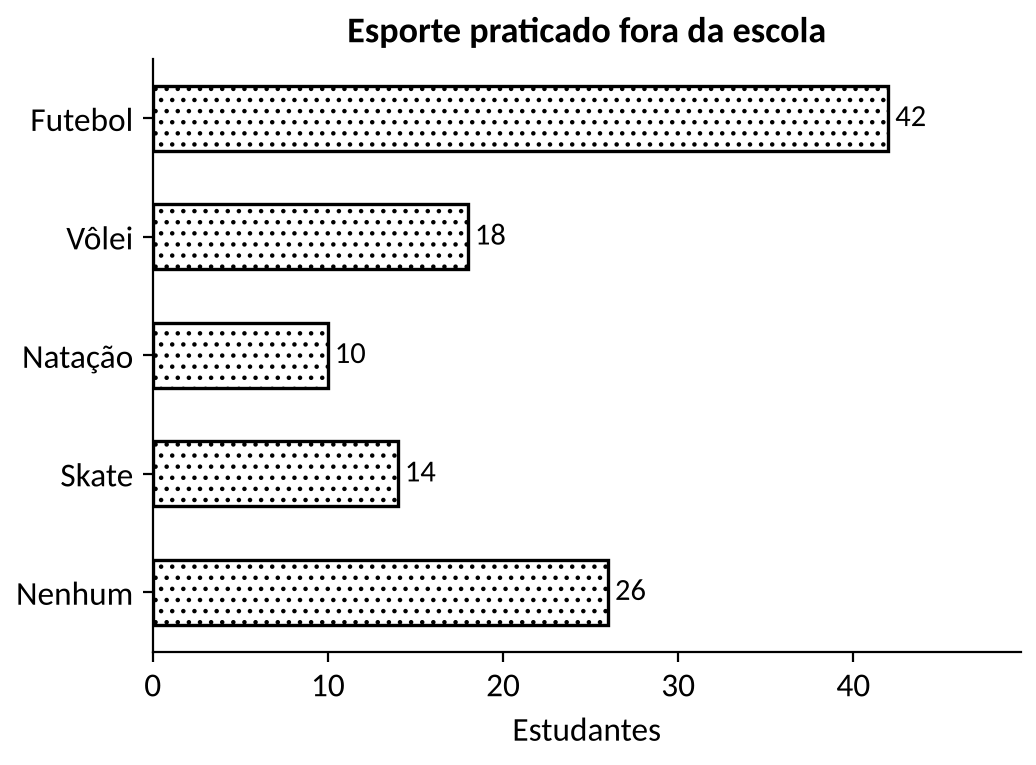 Esporte praticado fora da escola
Futebol 42
Vôlei 18
Natação 10
Skate 14
Nenhum 26
0 10 20 30 40
Estudantes